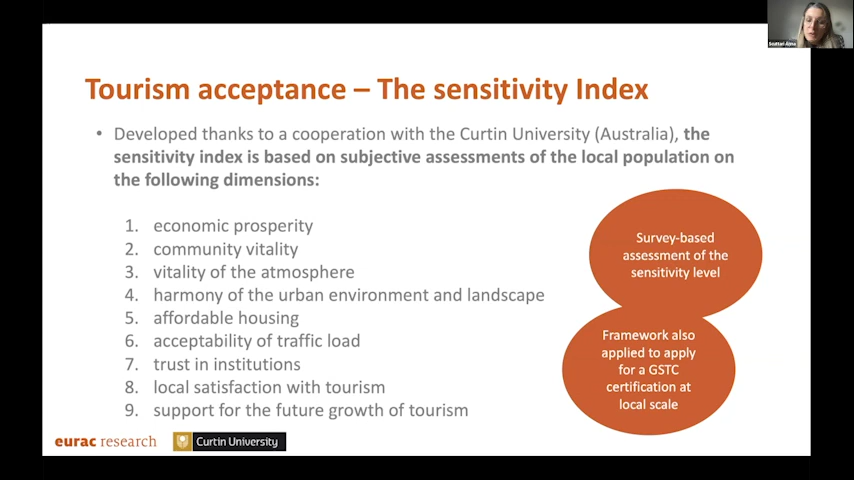 Tourism acceptance – The sensitivity Index
• Developed thanks to a cooperation with the Curtin University (Australia), the
sensitivity index is based on subjective assessments of the local population on
the following dimensions:
1. economic prosperity
2. community vitality
3. vitality of the atmosphere
4. harmony of the urban environment and landscape
5. affordable housing
6. acceptability of traffic load
7. trust in institutions
8. local satisfaction with tourism
9. support for the future growth of tourism
Survey-based
assessment of the
sensitivity level
Framework also
applied to apply
for a GSTC
certification at
local scale
eurac research
Curtin University